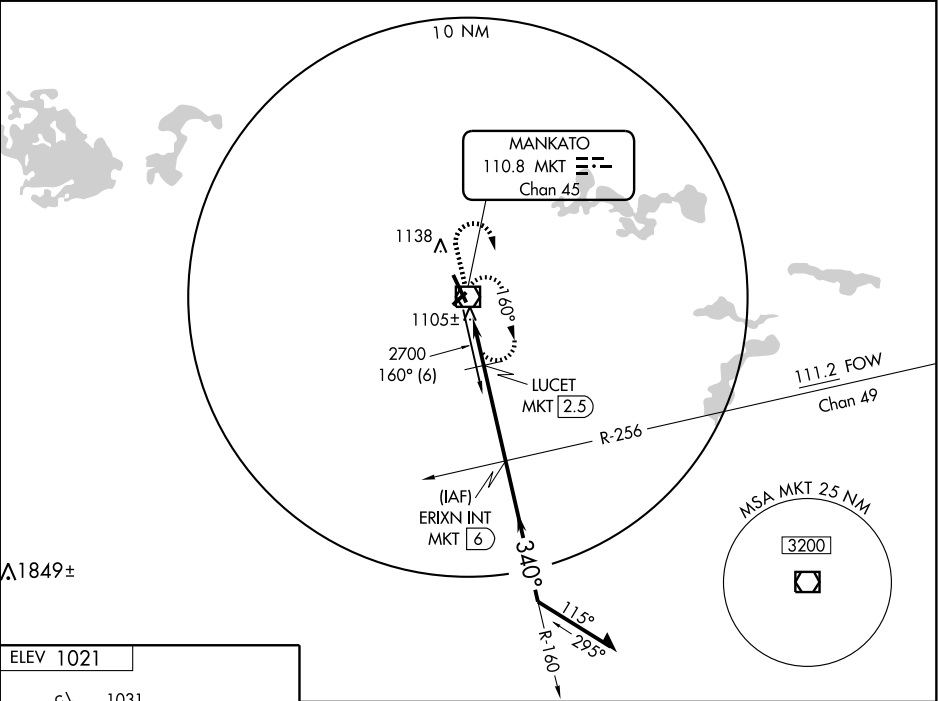 10 NM
MANKATO
110.8 MKT
Chan 45
1138
1105±
160°
2700
160° (6)
LUCET
MKT 2.5
111.2 FOW
Chan 49
R-256
(IAF)
ERIXN INT
MKT 6
340°
MSA MKT 25 NM
3200
1849±
115°
295°
R-160
ELEV 1021
1031